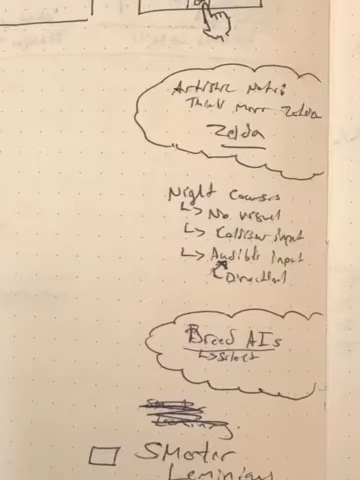 Artistic Note:
Think More Zelda
Zelda
Night Courses
↳ No visual
↳ Collision input
↳ Audible input
Directional
Breed AIs
↳ Select
SMarter